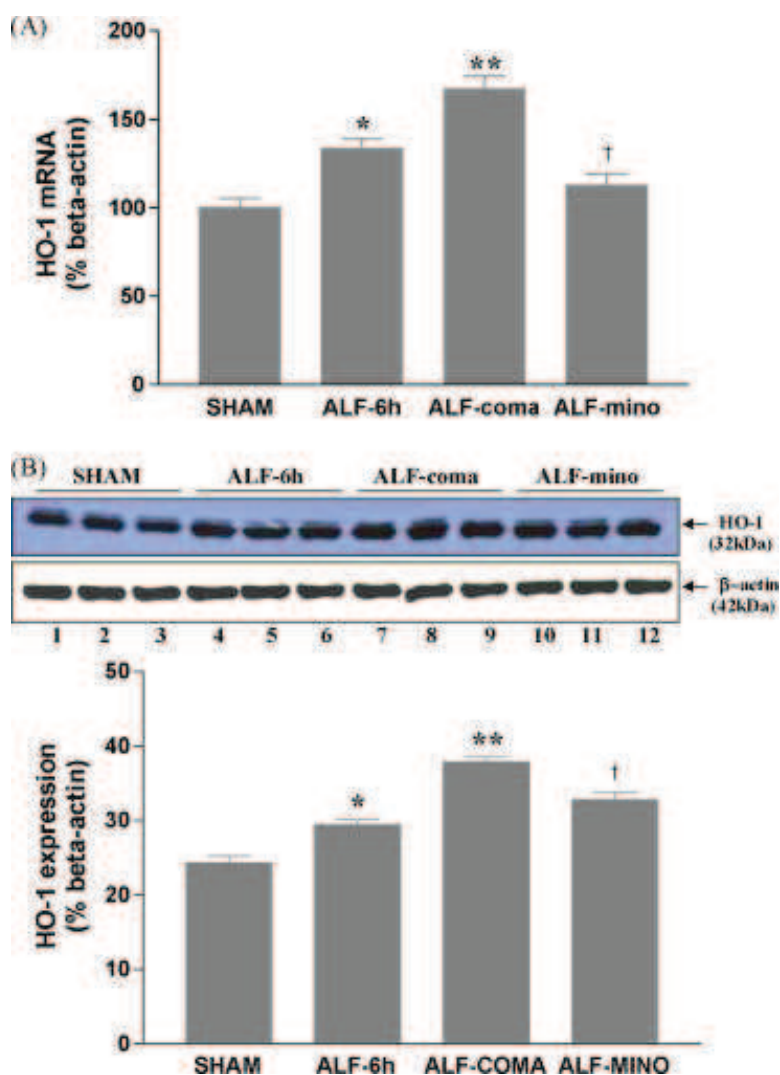 (A)
200
150
100
50
0
HO-1 mRNA
(% beta-actin)
*
**
†
SHAM ALF-6h ALF-coma ALF-mino
(B)
SHAM ALF-6h ALF-coma ALF-mino
HO-1
(32kDa)
β-actin
(42kDa)
1 2 3 4 5 6 7 8 9 10 11 12
50
40
30
20
10
0
HO-1 expression
(% beta-actin)
*
**
†
SHAM ALF-6h ALF-COMA ALF-MINO